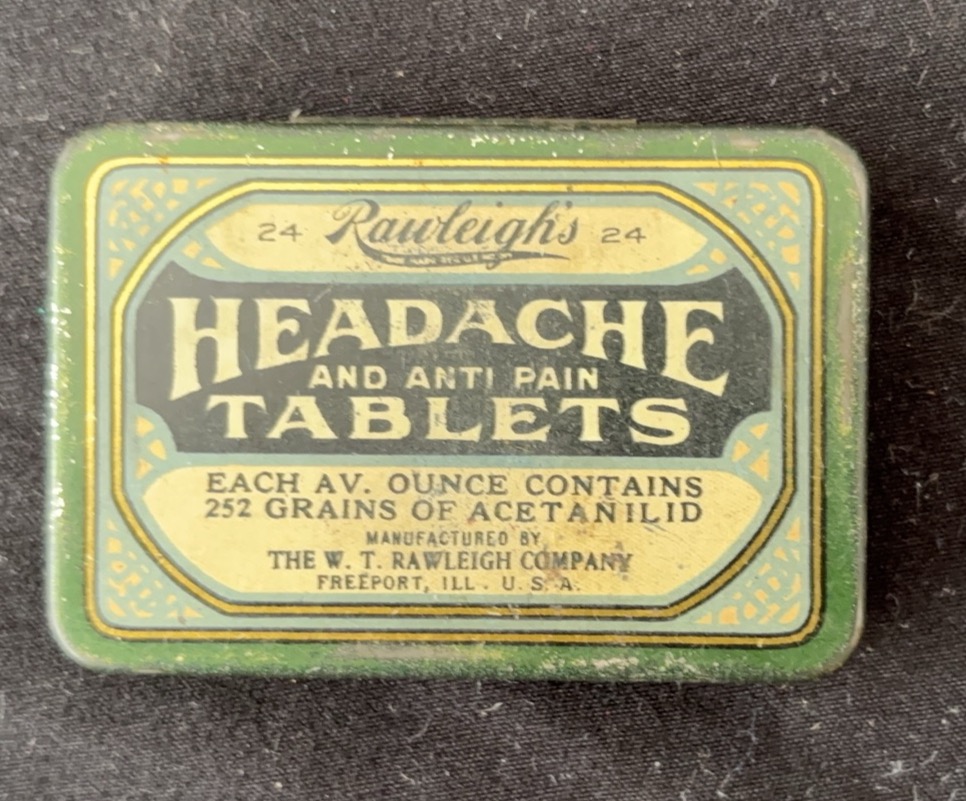 24 Rawleigh's 24
HEADACHE
AND ANTI PAIN
TABLETS
EACH AV. OUNCE CONTAINS
252 GRAINS OF ACETANILID
MANUFACTURED BY
THE W. T. RAWLEIGH COMPANY
FREEPORT, ILL. U. S. A.